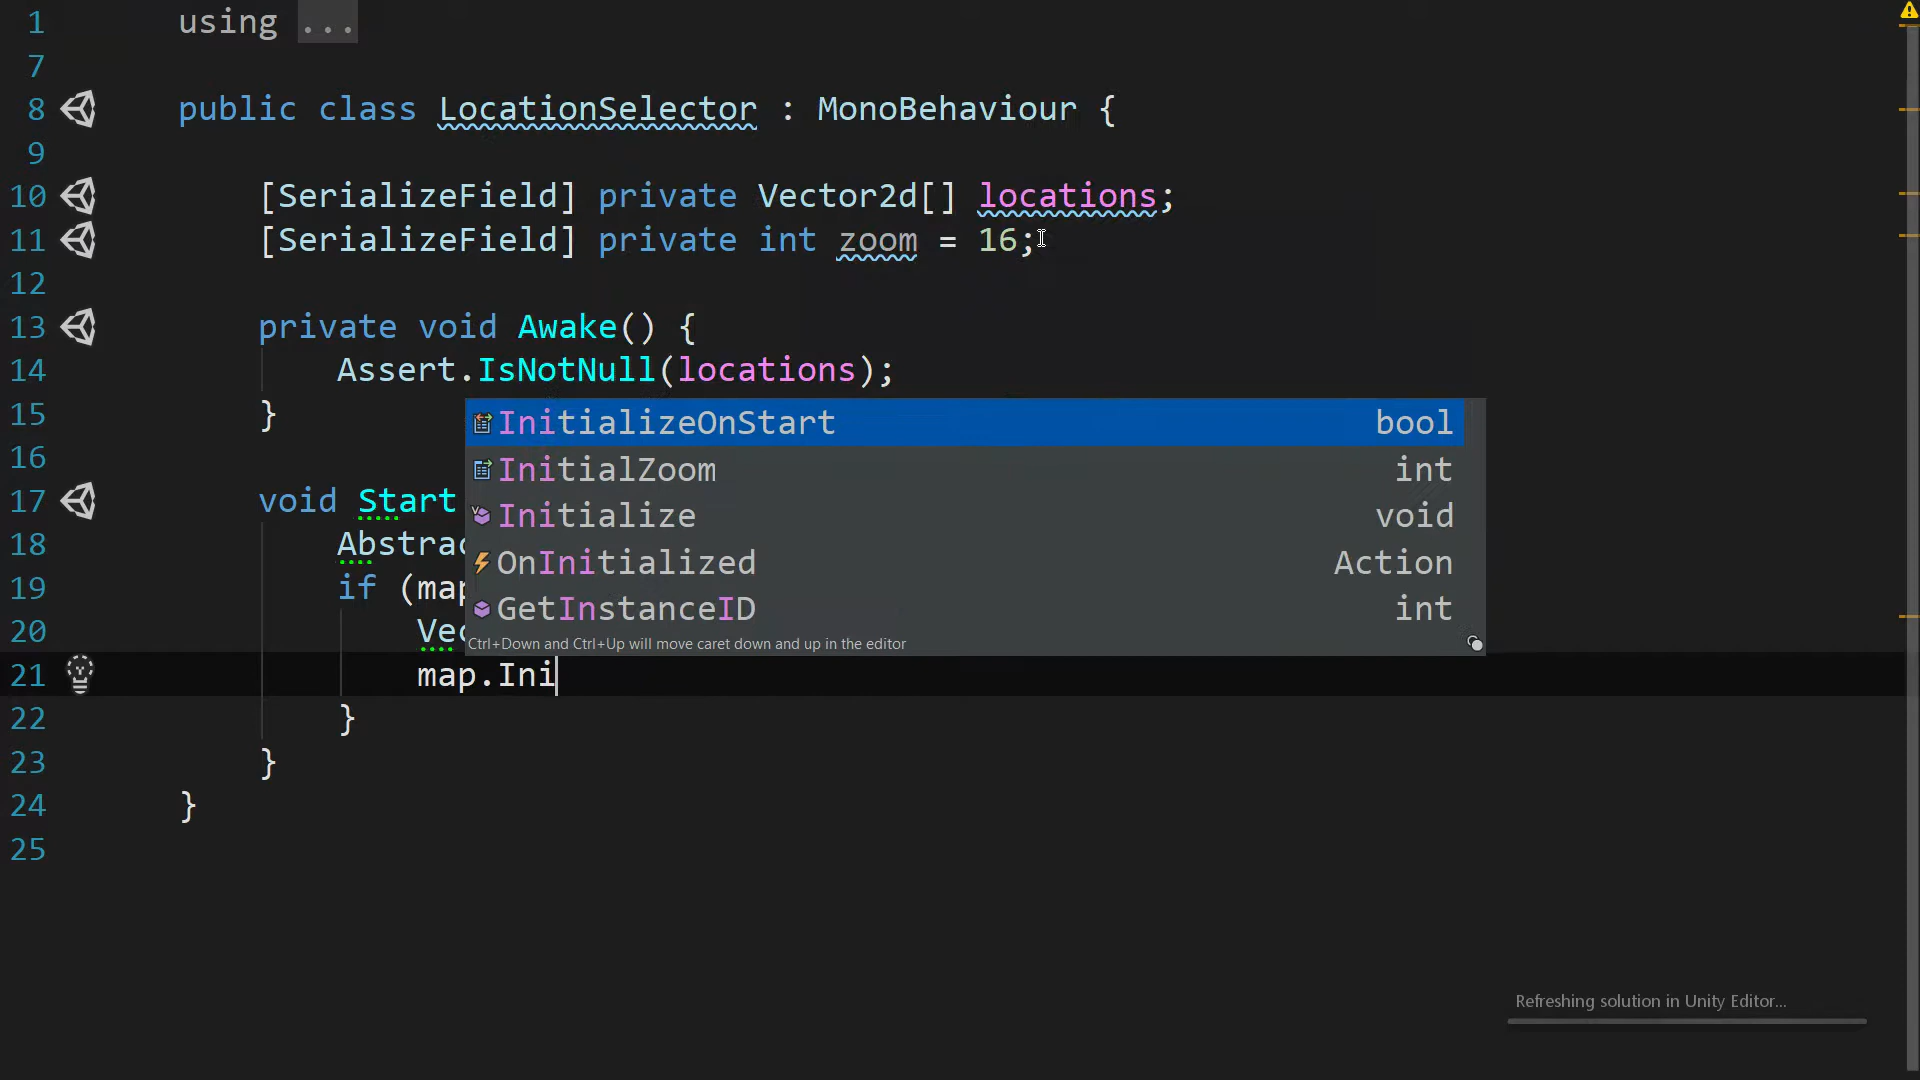 1 using ...
7
8 public class LocationSelector : MonoBehaviour {
9
10 [SerializeField] private Vector2d[] locations;
11 [SerializeField] private int zoom = 16;
12
13 private void Awake() {
14 Assert.IsNotNull(locations);
15 }
InitializeOnStart bool
16
InitialZoom int
17 void Start
Initialize void
18 Abstrac
OnInitialized Action
19 if (map
GetInstanceID int
20 Vec
Ctrl+Down and Ctrl+Up will move caret down and up in the editor
21 map.Ini
22 }
23 }
24 }
25
Refreshing solution in Unity Editor...